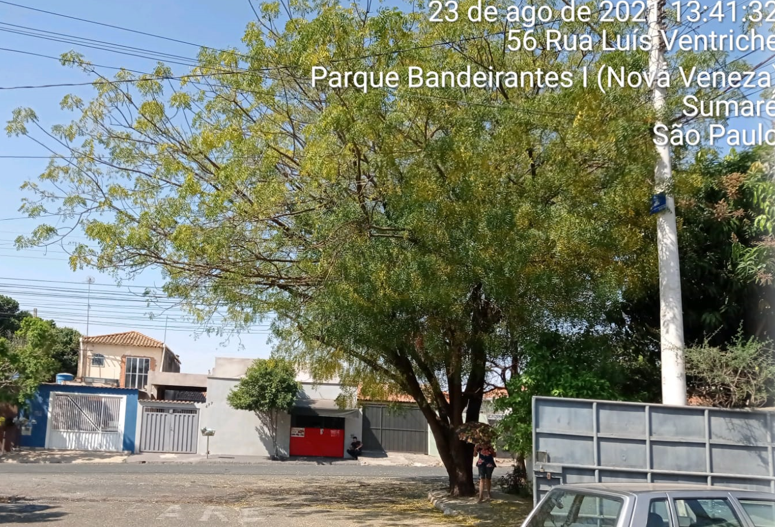 23 de ago de 2021 13:41:32
56 Rua Luís Ventriche
Parque Bandeirantes I (Nova Veneza)
Sumaré
São Paulo